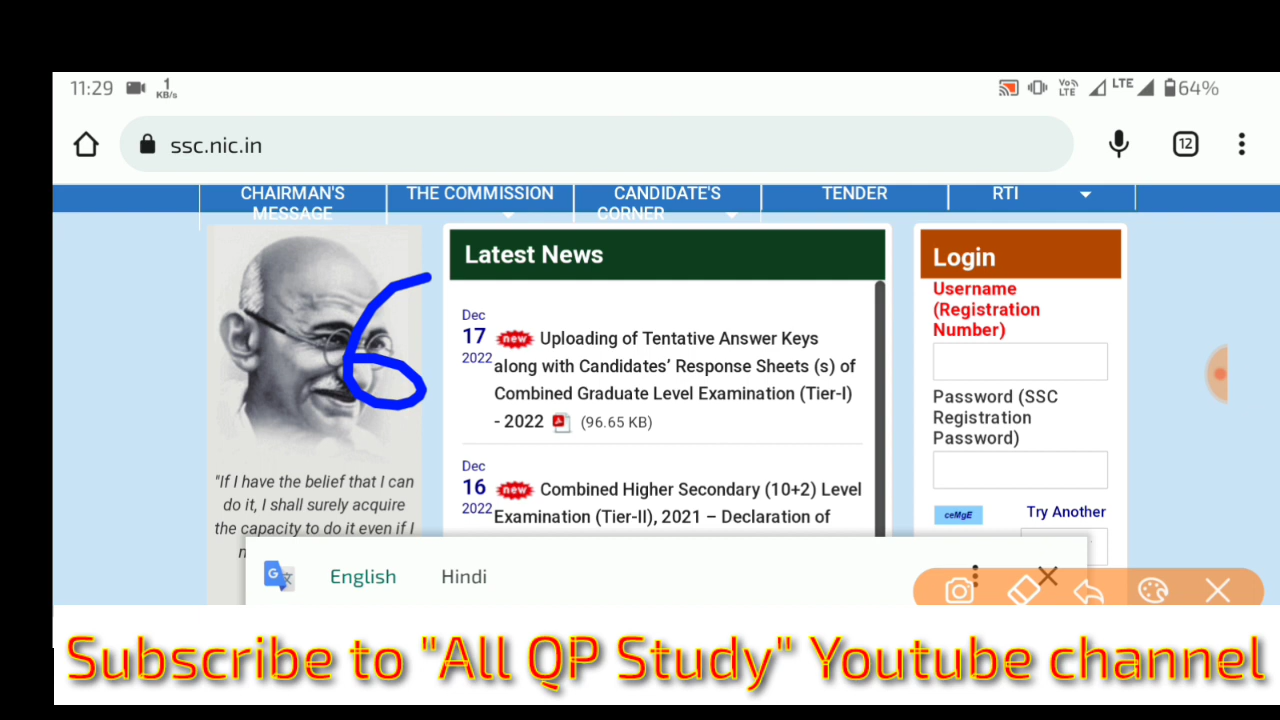 11:29 1 KB/s Vo LTE LTE 64%
ssc.nic.in 12
CHAIRMAN'S MESSAGE
THE COMMISSION
CANDIDATE'S CORNER
TENDER
RTI
6
"If I have the belief that I can
do it, I shall surely acquire
the capacity to do it even if I
Latest News
Dec
17
2022
new Uploading of Tentative Answer Keys
along with Candidates’ Response Sheets (s) of
Combined Graduate Level Examination (Tier-I)
- 2022 (96.65 KB)
Dec
16
2022
new Combined Higher Secondary (10+2) Level
Examination (Tier-II), 2021 – Declaration of
Login
Username
(Registration
Number)
Password (SSC
Registration
Password)
ceMgE Try Another
G English Hindi
Subscribe to "All QP Study" Youtube channel